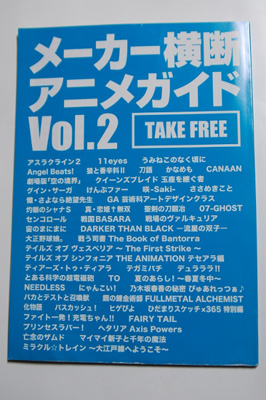 メーカー横断
アニメガイド
Vol.2
TAKE FREE
アスラクライン2 11eyes うみねこのなく頃に
Angel Beats! 狼と香辛料Ⅱ 刀語 かなめも CANAAN
劇場版「空の境界」 クイーンズブレイド 玉座を継ぐ者
グイン・サーガ けんぷファー 咲-Saki- ささめきこと
懺・さよなら絶望先生 GA 芸術科アートデザインクラス
灼眼のシャナS 真・恋姫†無双 聖剣の刀鍛冶 07-GHOST
センコロール 戦国BASARA 戦場のヴァルキュリア
宙のまにまに DARKER THAN BLACK ―流星の双子―
大正野球娘。 戦う司書 The Book of Bantorra
テイルズ オブ ヴェスペリア ～The First Strike～
テイルズ オブ シンフォニア THE ANIMATION テセアラ編
ティアーズ・トゥ・ティアラ テガミバチ デュラララ!!
とある科学の超電磁砲 TO 夏のあらし! ～春夏冬中～
NEEDLESS にゃんこい! 乃木坂春香の秘密 ぴゅあれっつぁ♪
バカとテストと召喚獣 鋼の錬金術師 FULLMETAL ALCHEMIST
化物語 バスカッシュ! ヒゲぴよ ひだまりスケッチ×365 特別編
ファイト一発!充電ちゃん!! FAIRY TAIL
プリンセスラバー! ヘタリア Axis Powers
亡念のザムド マイマイ新子と千年の魔法
ミラクル☆トレイン ～大江戸線へようこそ～